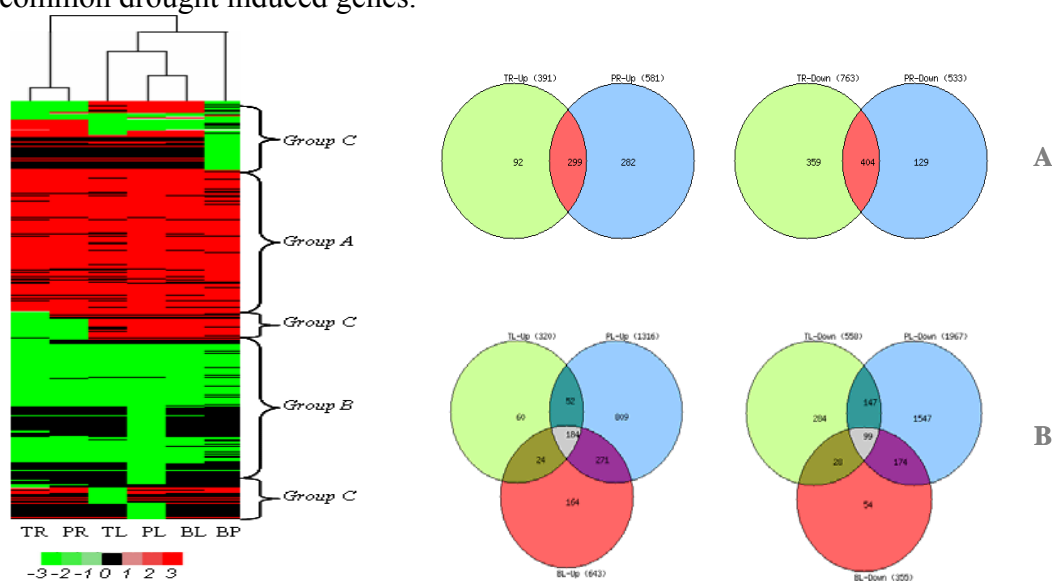 common drought induced genes.
Group C
Group A
Group C
Group B
Group C
TR PR TL PL BL BP
-3 -2 -1 0 1 2 3
TR-Up (391) PR-Up (581)
92 299 282
TR-Down (763) PR-Down (533)
359 404 129
A
TL-Up (320) PL-Up (1316)
52
60 809
184
24 271
164
BL-Up (643)
TL-Down (558) PL-Down (1967)
147
284 1547
99
28 174
54
BL-Down (355)
B